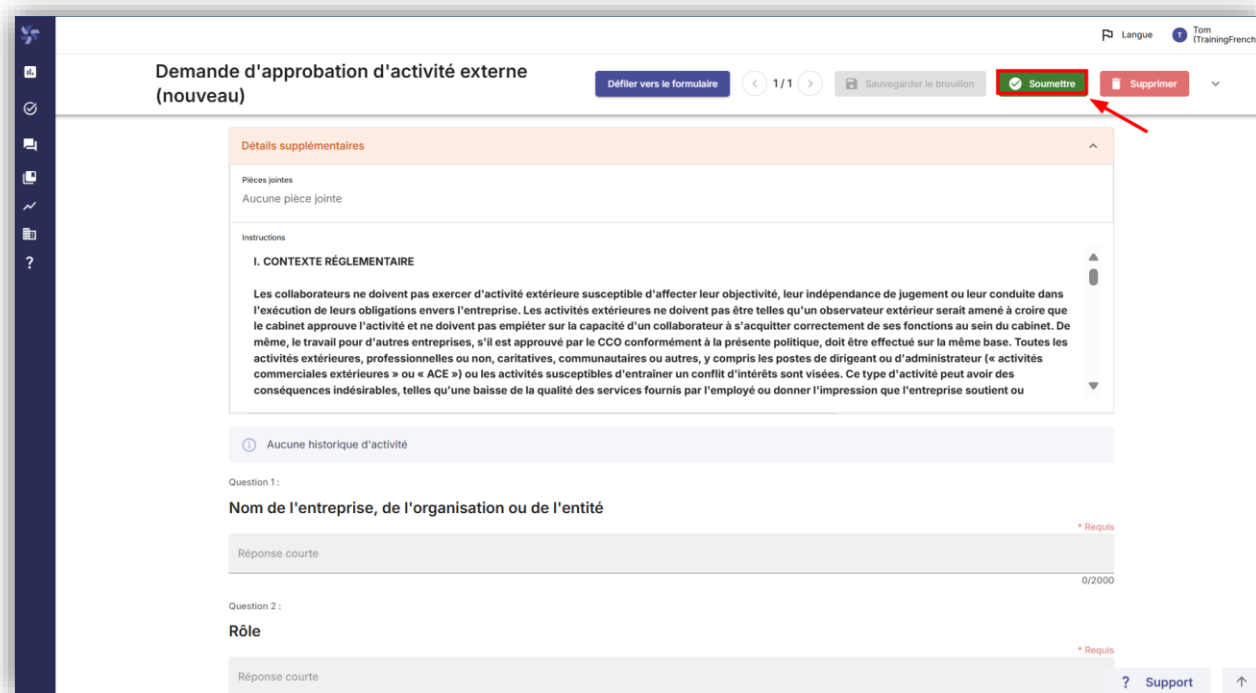 Langue
T
Tom
(TrainingFrench
Demande d'approbation d'activité externe
(nouveau)
Défiler vers le formulaire
1/1
Sauvegarder le brouillon
Soumettre
Supprimer
Détails supplémentaires
Pièces jointes
Aucune pièce jointe
Instructions
I. CONTEXTE RÉGLEMENTAIRE
Les collaborateurs ne doivent pas exercer d'activité extérieure susceptible d'affecter leur objectivité, leur indépendance de jugement ou leur conduite dans
l'exécution de leurs obligations envers l'entreprise. Les activités extérieures ne doivent pas être telles qu'un observateur extérieur serait amené à croire que
le cabinet approuve l'activité et ne doivent pas empiéter sur la capacité d'un collaborateur à s'acquitter correctement de ses fonctions au sein du cabinet. De
même, le travail pour d'autres entreprises, s'il est approuvé par le CCO conformément à la présente politique, doit être effectué sur la même base. Toutes les
activités extérieures, professionnelles ou non, caritatives, communautaires ou autres, y compris les postes de dirigeant ou d'administrateur (« activités
commerciales extérieures » ou « ACE ») ou les activités susceptibles d'entraîner un conflit d'intérêts sont visées. Ce type d'activité peut avoir des
conséquences indésirables, telles qu'une baisse de la qualité des services fournis par l'employé ou donner l'impression que l'entreprise soutient ou
Aucune historique d'activité
Question 1 :
Nom de l'entreprise, de l'organisation ou de l'entité
* Requis
Réponse courte
0/2000
Question 2 :
Rôle
* Requis
Réponse courte
? Support